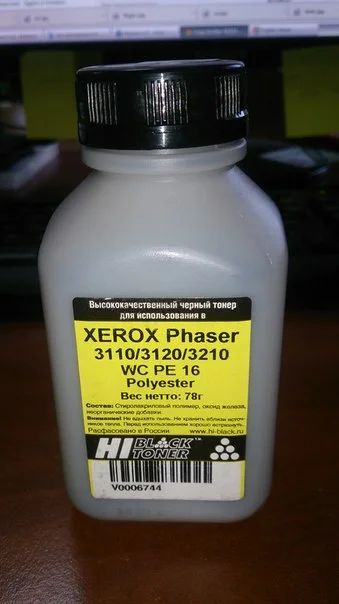 Высококачественный черный тонер
для использования в
XEROX Phaser
3110/3120/3210
WC PE 16
Polyester
Вес нетто: 78г
Состав: Стиролакриловый полимер, оксид железа,
неорганические добавки.
Внимание! Не вдыхать пыль. Не хранить вблизи источ-
ников тепла. Перед использованием хорошо встряхнуть.
Расфасовано в России www.hi-black.ru
HI BLACK™
TONER
V0006744